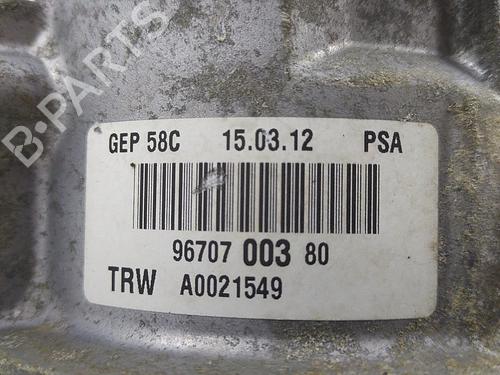 B-PARTS
GEP 58C 15.03.12 PSA
96707 003 80
TRW A0021549